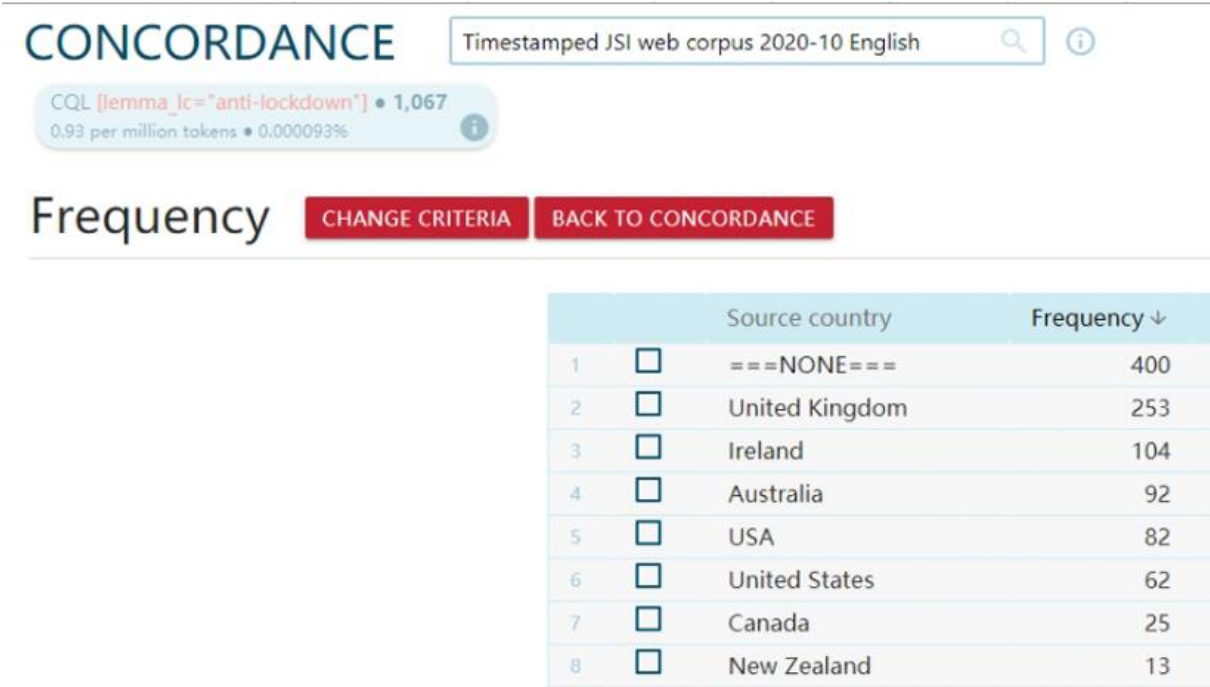 CONCORDANCE
Timestamped JSI web corpus 2020-10 English
CQL [lemma_lc="anti-lockdown"] • 1,067
0.93 per million tokens • 0.000093%
Frequency
CHANGE CRITERIA
BACK TO CONCORDANCE
Source country Frequency ↓
1 ===NONE=== 400
2 United Kingdom 253
3 Ireland 104
4 Australia 92
5 USA 82
6 United States 62
7 Canada 25
8 New Zealand 13